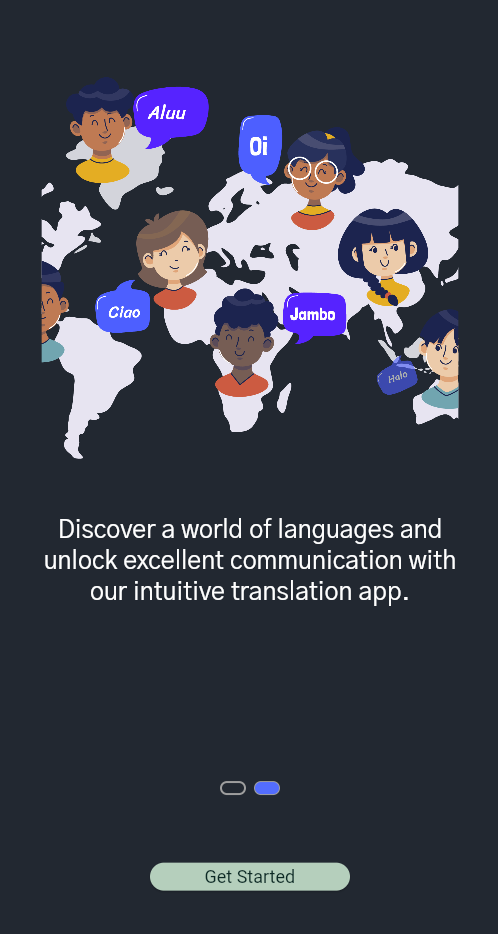 Aluu
Oi
Ciao
Jambo
Halo
Discover a world of languages and
unlock excellent communication with
our intuitive translation app.
Get Started